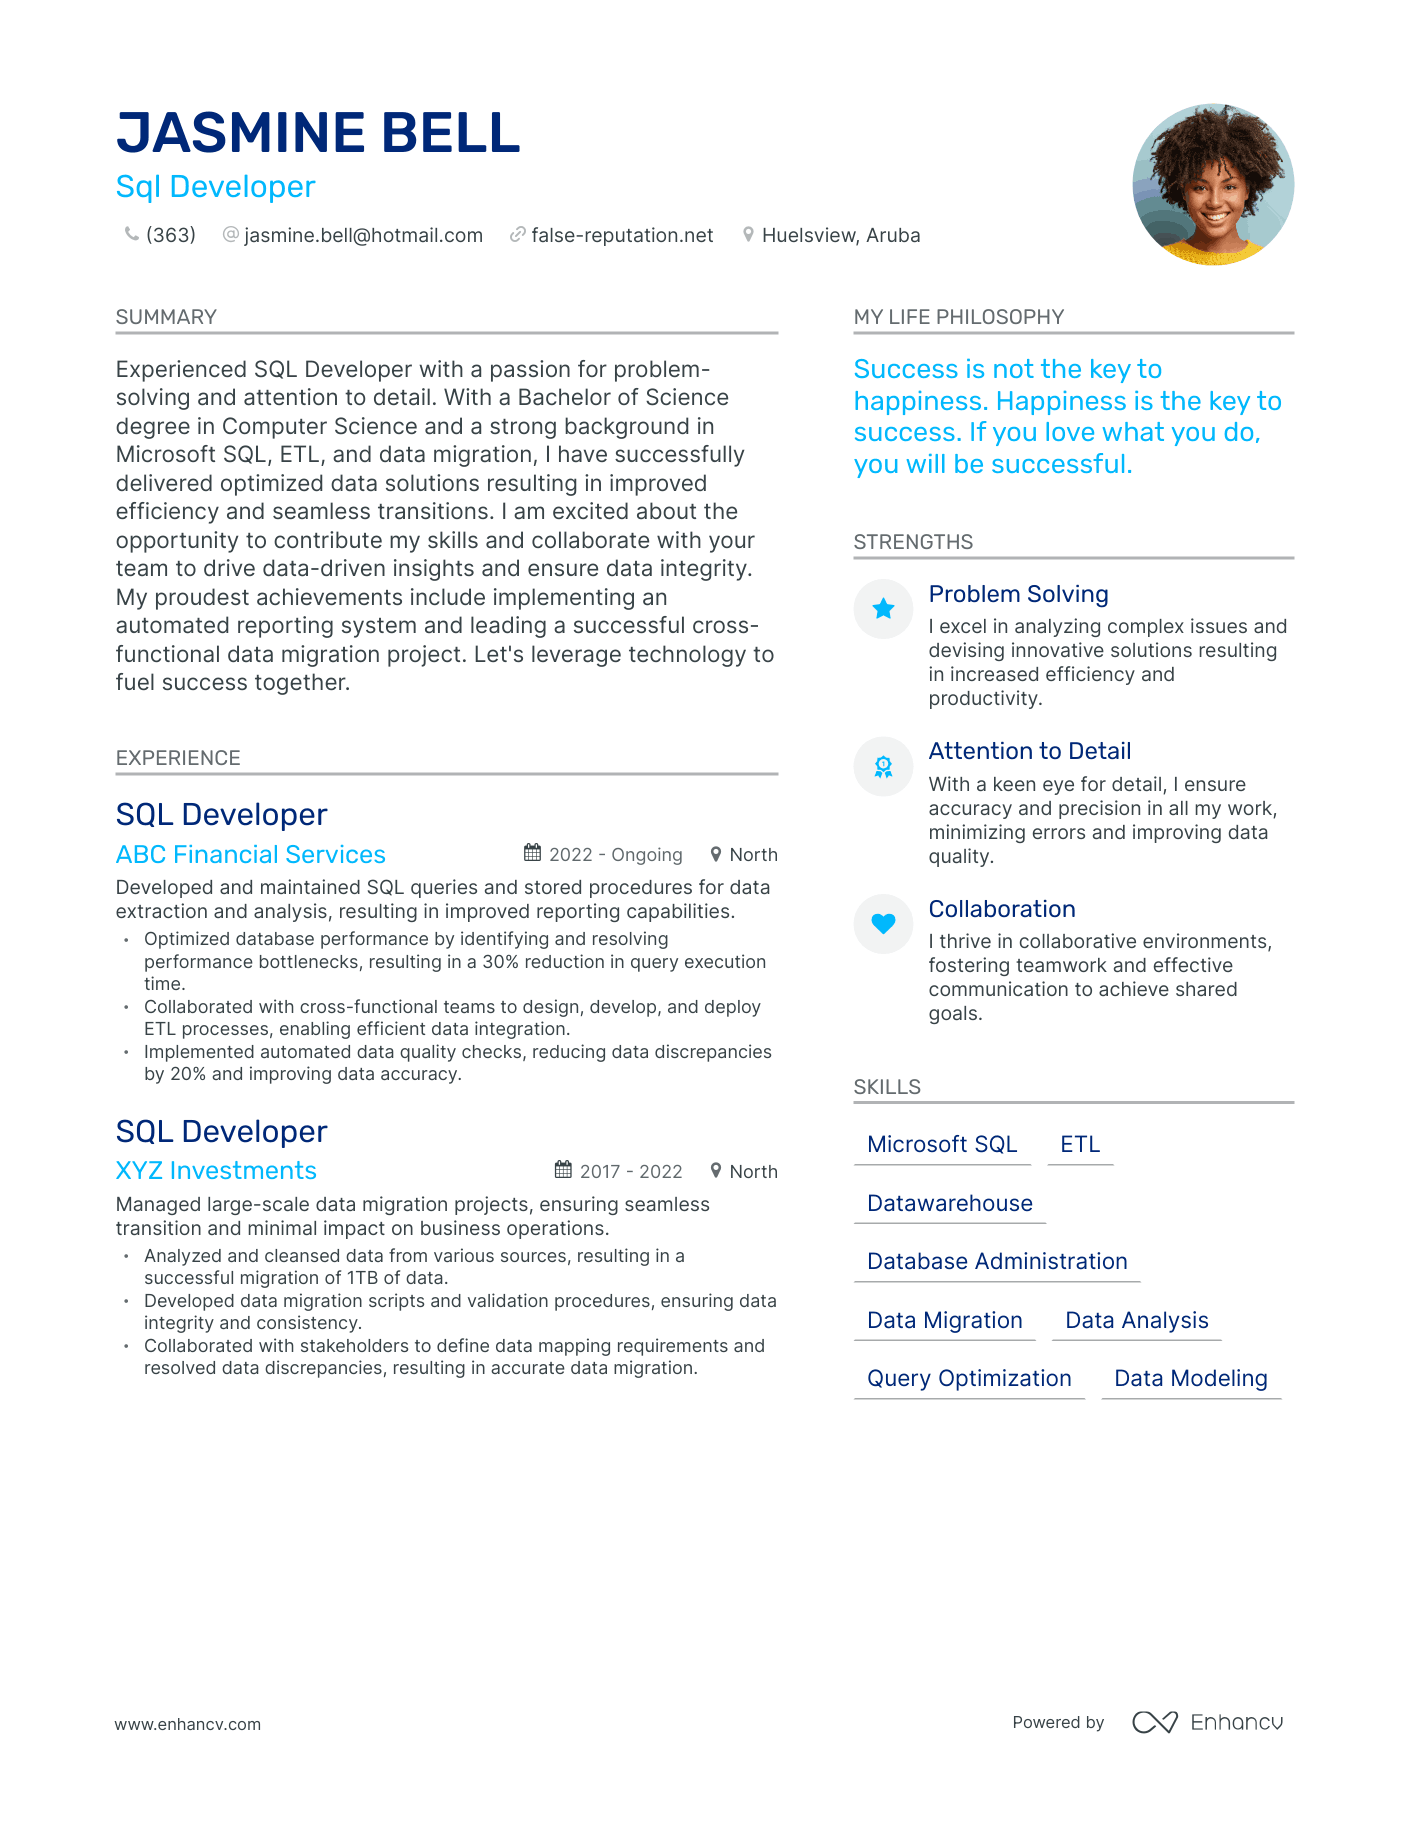 JASMINE BELL
Sql Developer
(363) jasmine.bell@hotmail.com false-reputation.net Huelsview, Aruba
SUMMARY
Experienced SQL Developer with a passion for problem-
solving and attention to detail. With a Bachelor of Science
degree in Computer Science and a strong background in
Microsoft SQL, ETL, and data migration, I have successfully
delivered optimized data solutions resulting in improved
efficiency and seamless transitions. I am excited about the
opportunity to contribute my skills and collaborate with your
team to drive data-driven insights and ensure data integrity.
My proudest achievements include implementing an
automated reporting system and leading a successful cross-
functional data migration project. Let's leverage technology to
fuel success together.
EXPERIENCE
SQL Developer
ABC Financial Services 2022 - Ongoing North
Developed and maintained SQL queries and stored procedures for data
extraction and analysis, resulting in improved reporting capabilities.
• Optimized database performance by identifying and resolving
performance bottlenecks, resulting in a 30% reduction in query execution
time.
• Collaborated with cross-functional teams to design, develop, and deploy
ETL processes, enabling efficient data integration.
• Implemented automated data quality checks, reducing data discrepancies
by 20% and improving data accuracy.
SQL Developer
XYZ Investments 2017 - 2022 North
Managed large-scale data migration projects, ensuring seamless
transition and minimal impact on business operations.
• Analyzed and cleansed data from various sources, resulting in a
successful migration of 1TB of data.
• Developed data migration scripts and validation procedures, ensuring data
integrity and consistency.
• Collaborated with stakeholders to define data mapping requirements and
resolved data discrepancies, resulting in accurate data migration.
MY LIFE PHILOSOPHY
Success is not the key to
happiness. Happiness is the key to
success. If you love what you do,
you will be successful.
STRENGTHS
Problem Solving
I excel in analyzing complex issues and
devising innovative solutions resulting
in increased efficiency and
productivity.
Attention to Detail
With a keen eye for detail, I ensure
accuracy and precision in all my work,
minimizing errors and improving data
quality.
Collaboration
I thrive in collaborative environments,
fostering teamwork and effective
communication to achieve shared
goals.
SKILLS
Microsoft SQL ETL
Datawarehouse
Database Administration
Data Migration Data Analysis
Query Optimization Data Modeling
www.enhancv.com
Powered by Enhancv